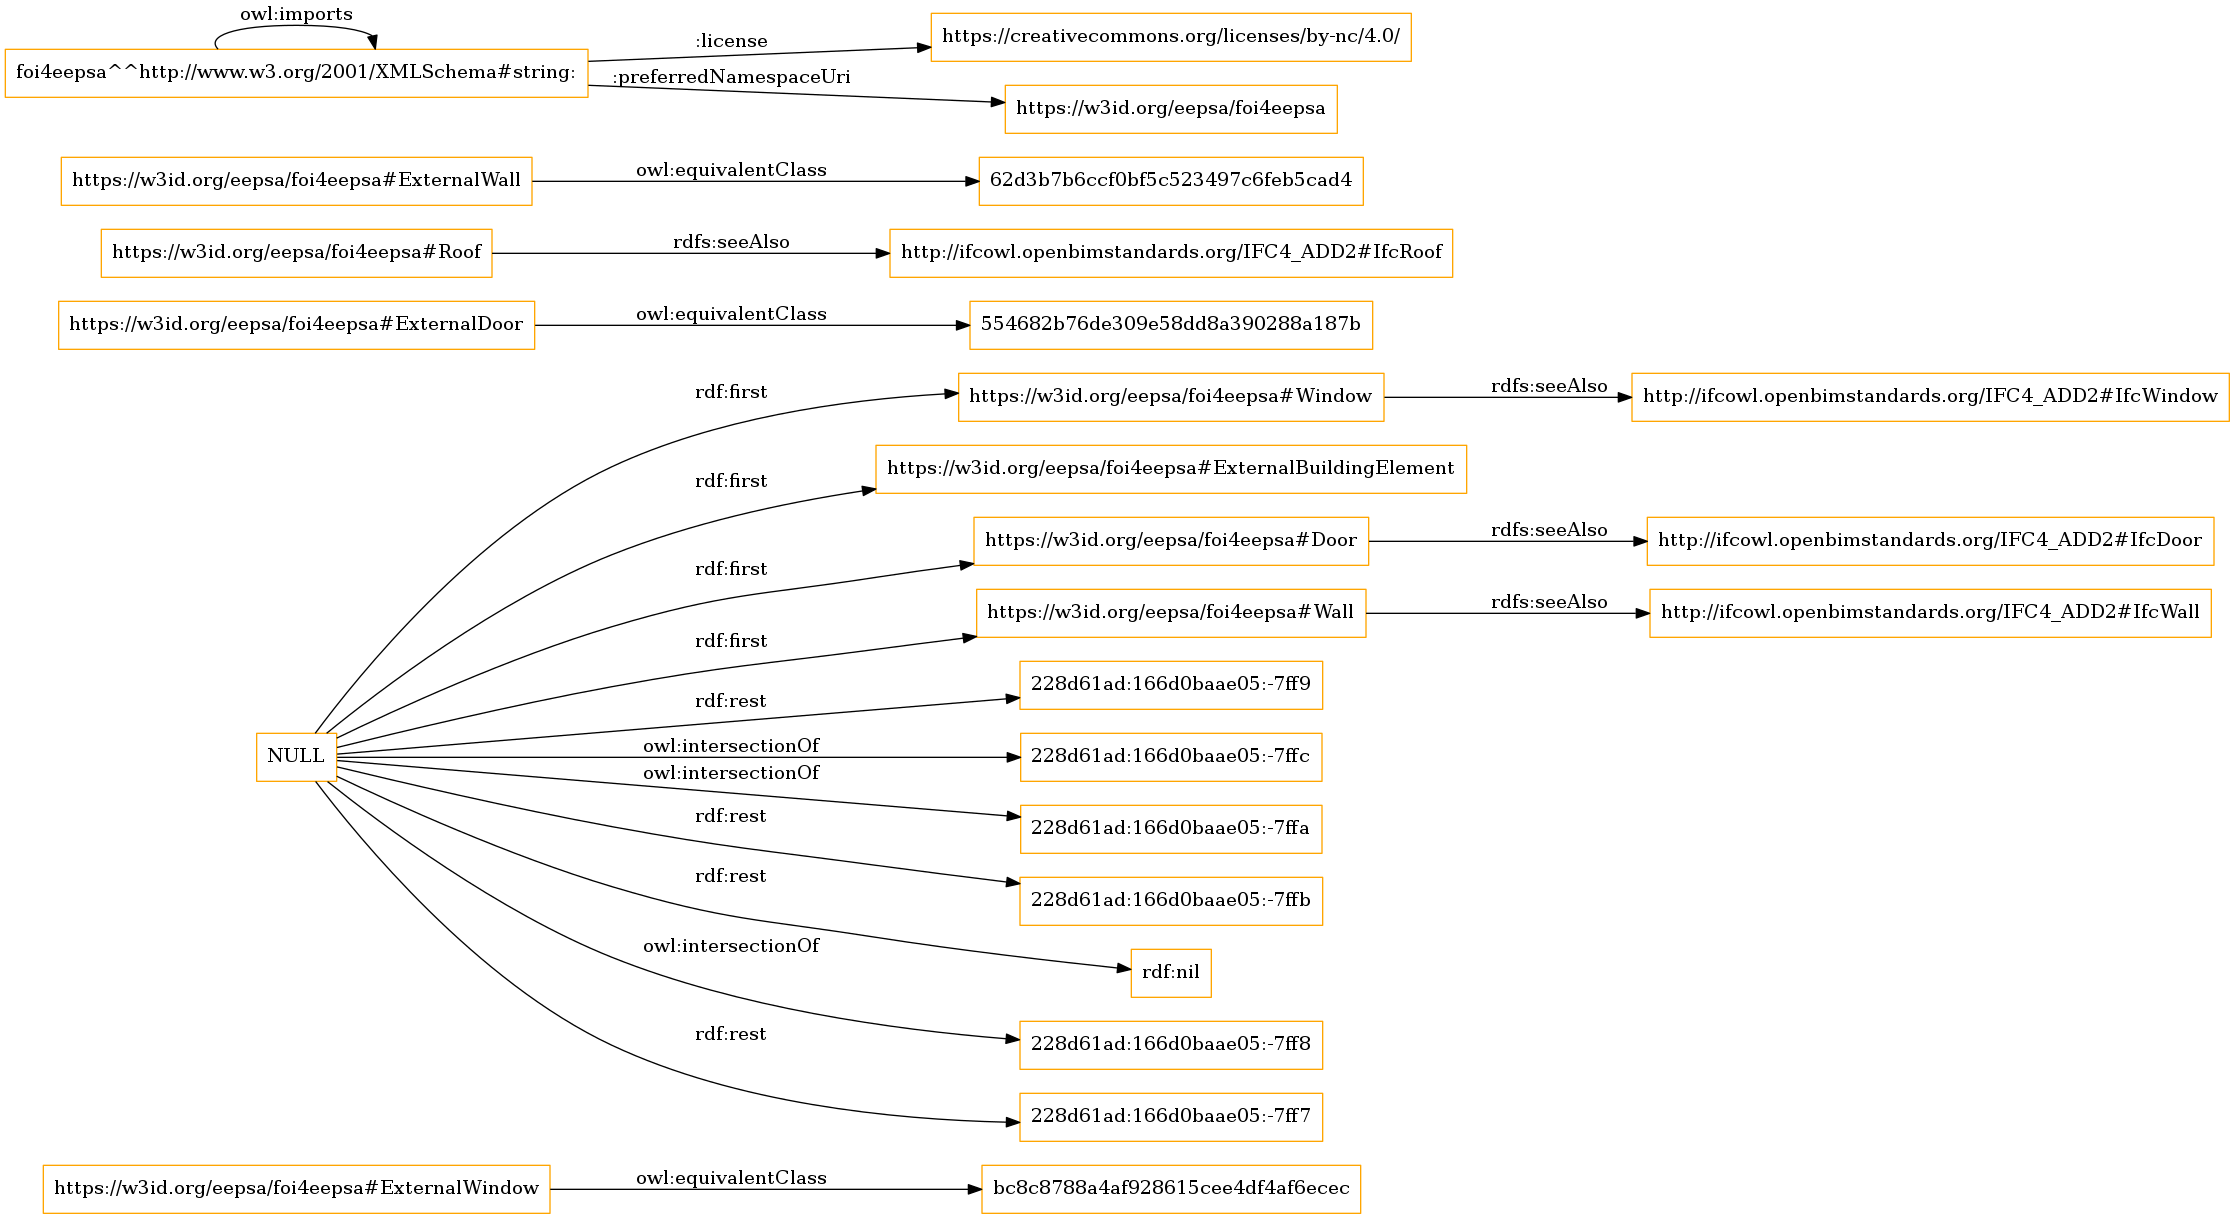 owl:imports
foi4eepsa^^http://www.w3.org/2001/XMLSchema#string:
:license
https://creativecommons.org/licenses/by-nc/4.0/
:preferredNamespaceUri
https://w3id.org/eepsa/foi4eepsa
https://w3id.org/eepsa/foi4eepsa#ExternalWall
owl:equivalentClass
62d3b7b6ccf0bf5c523497c6feb5cad4
https://w3id.org/eepsa/foi4eepsa#Roof
rdfs:seeAlso
http://ifcowl.openbimstandards.org/IFC4_ADD2#IfcRoof
https://w3id.org/eepsa/foi4eepsa#ExternalDoor
owl:equivalentClass
554682b76de309e58dd8a390288a187b
rdf:first
https://w3id.org/eepsa/foi4eepsa#Window
rdfs:seeAlso
http://ifcowl.openbimstandards.org/IFC4_ADD2#IfcWindow
rdf:first
https://w3id.org/eepsa/foi4eepsa#ExternalBuildingElement
rdf:first
https://w3id.org/eepsa/foi4eepsa#Door
rdfs:seeAlso
http://ifcowl.openbimstandards.org/IFC4_ADD2#IfcDoor
rdf:first
https://w3id.org/eepsa/foi4eepsa#Wall
rdfs:seeAlso
http://ifcowl.openbimstandards.org/IFC4_ADD2#IfcWall
rdf:rest
228d61ad:166d0baae05:-7ff9
NULL
owl:intersectionOf
228d61ad:166d0baae05:-7ffc
owl:intersectionOf
228d61ad:166d0baae05:-7ffa
rdf:rest
228d61ad:166d0baae05:-7ffb
rdf:rest
rdf:nil
owl:intersectionOf
228d61ad:166d0baae05:-7ff8
rdf:rest
228d61ad:166d0baae05:-7ff7
https://w3id.org/eepsa/foi4eepsa#ExternalWindow
owl:equivalentClass
bc8c8788a4af928615cee4df4af6ecec